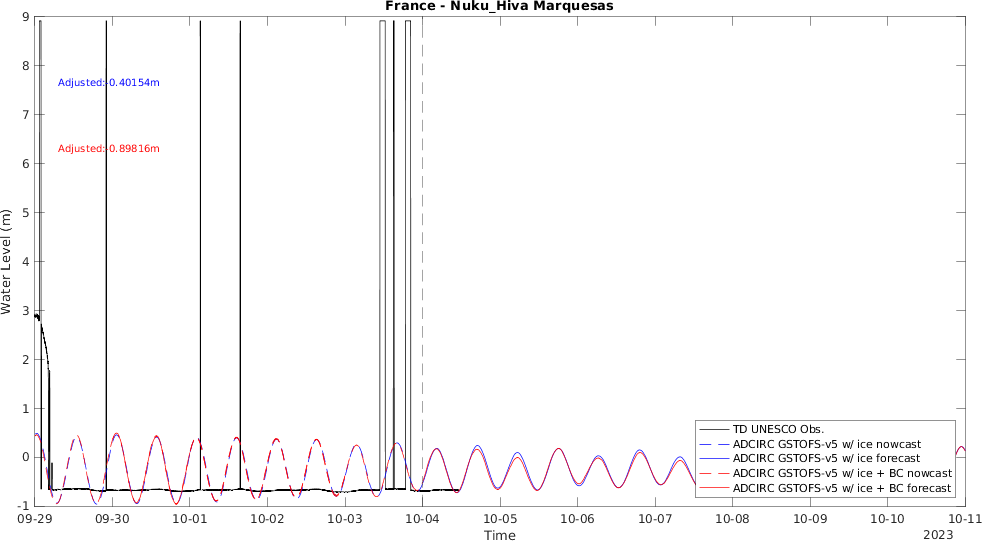 France - Nuku_Hiva Marquesas
9
8
7
6
5
4
3
2
1
0
-1
Water Level (m)
Adjusted:-0.40154m
Adjusted:-0.89816m
TD UNESCO Obs.
ADCIRC GSTOFS-v5 w/ ice nowcast
ADCIRC GSTOFS-v5 w/ ice forecast
ADCIRC GSTOFS-v5 w/ ice + BC nowcast
ADCIRC GSTOFS-v5 w/ ice + BC forecast
09-29 09-30 10-01 10-02 10-03 10-04 10-05 10-06 10-07 10-08 10-09 10-10 10-11
Time
2023